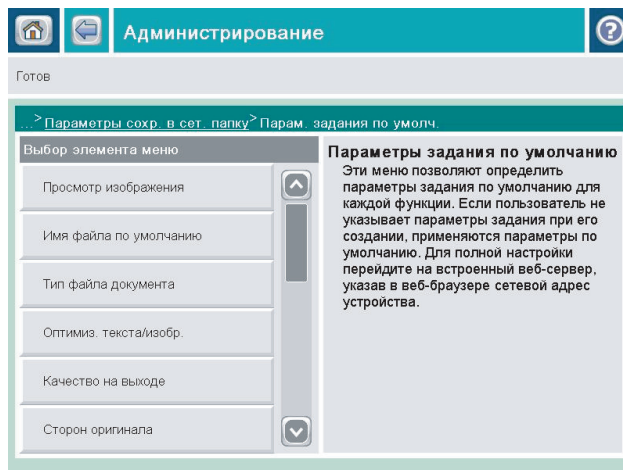 Администрирование
Готов
...> Параметры сохр. в сет. папку> Парам. задания по умолч.
Выбор элемента меню
Просмотр изображения
Имя файла по умолчанию
Тип файла документа
Оптимиз. текста/изобр.
Качество на выходе
Сторон оригинала
Параметры задания по умолчанию
Эти меню позволяют определить
параметры задания по умолчанию для
каждой функции. Если пользователь не
указывает параметры задания при его
создании, применяются параметры по
умолчанию. Для полной настройки
перейдите на встроенный веб-сервер,
указав в веб-браузере сетевой адрес
устройства.